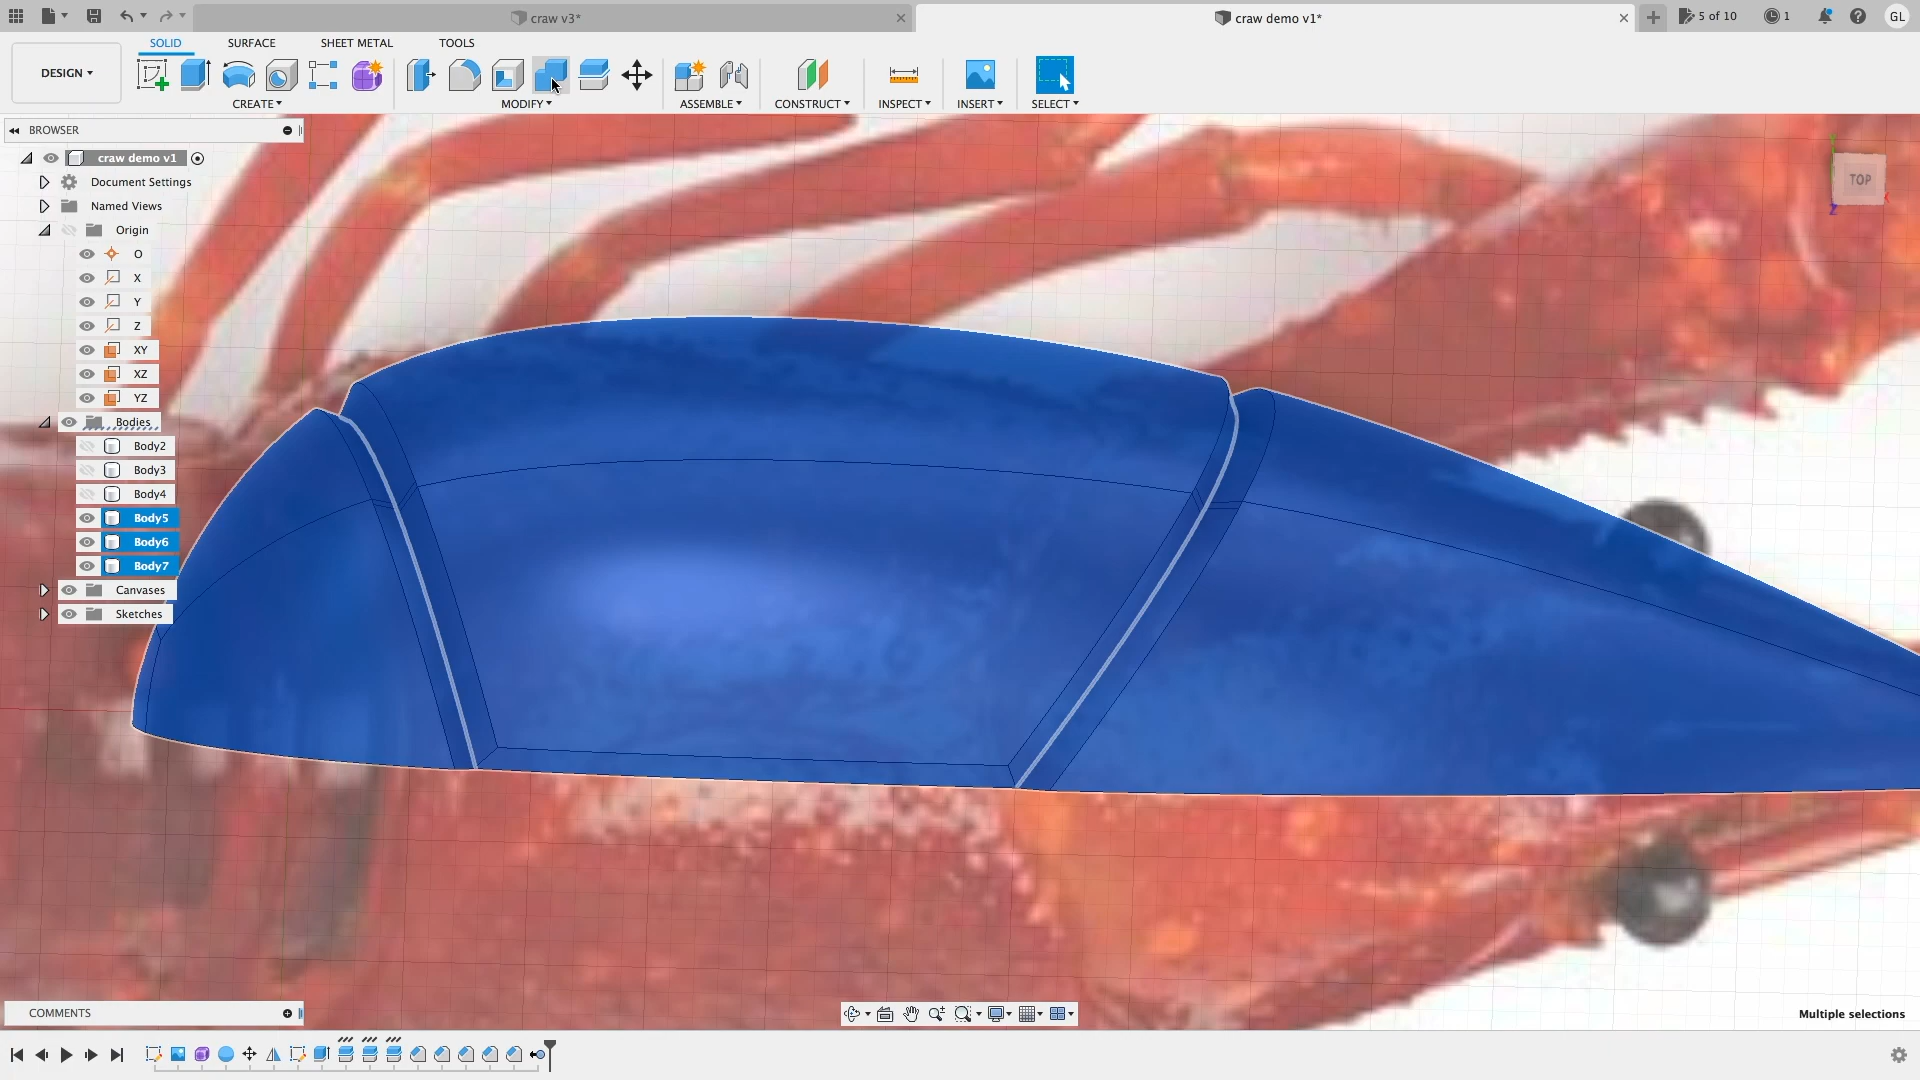 craw v3*
craw demo v1*
5 of 10
1
GL
DESIGN
SOLID
SURFACE
SHEET METAL
TOOLS
CREATE
MODIFY
ASSEMBLE
CONSTRUCT
INSPECT
INSERT
SELECT
BROWSER
craw demo v1
Document Settings
Named Views
Origin
O
X
Y
Z
XY
XZ
YZ
Bodies
Body2
Body3
Body4
Body5
Body6
Body7
Canvases
Sketches
TOP
Y
X
Z
COMMENTS
Multiple selections